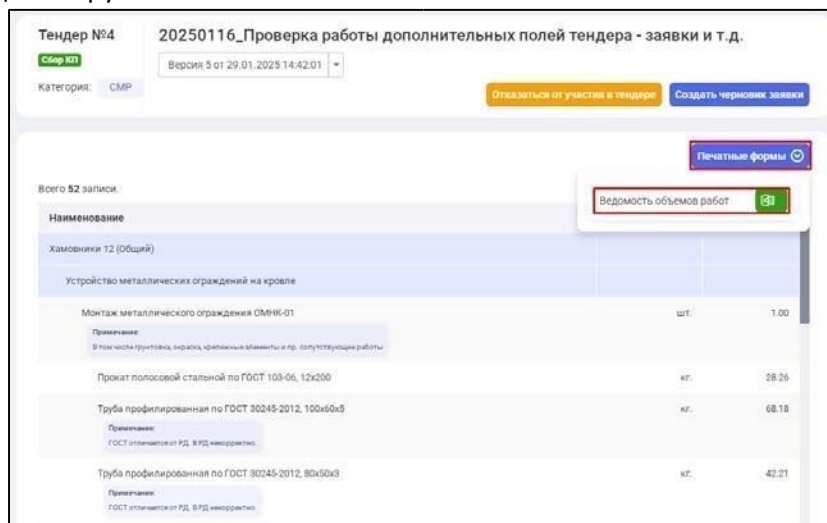 Тендер №4
20250116_Проверка работы дополнительных полей тендера - заявки и т.д.
Сбор КП
Версия 5 от 29.01.2025 14:42:01
Категория: СМР
Отказаться от участия в тендере
Создать черновик заявки
Печатные формы
Всего 52 записи.
Ведомость объемов работ
Наименование
Хамовники 12 (Общий)
Устройство металлических ограждений на кровле
Монтаж металлического ограждения ОМНК-01 шт. 1.00
Примечание:
В том числе грунтовка, окраска, крепежные элементы и пр. сопутствующие работы
Прокат полосовой стальной по ГОСТ 103-06, 12х200 кг. 28.26
Труба профилированная по ГОСТ 30245-2012, 100х60х5 кг. 68.18
Примечание:
ГОСТ отличается от РД. В РД некорректно.
Труба профилированная по ГОСТ 30245-2012, 80х50х3 кг. 42.21
Примечание:
ГОСТ отличается от РД. В РД некорректно.